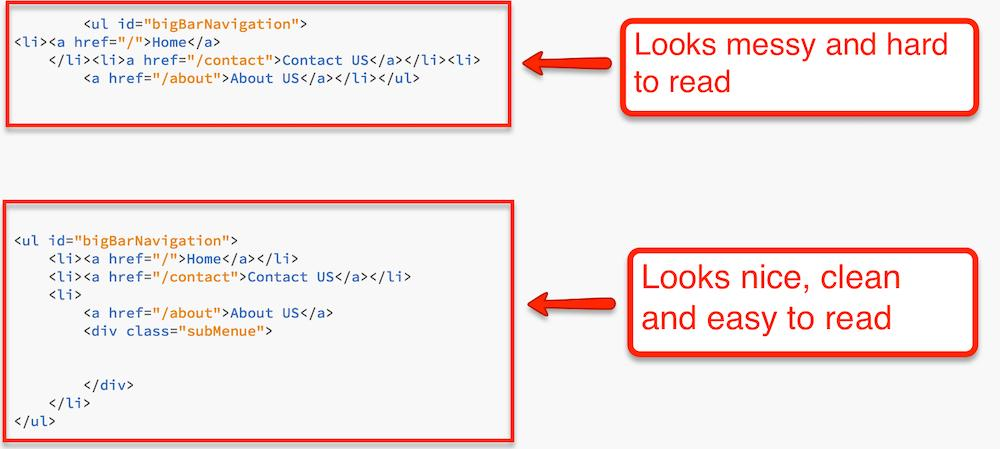 <ul id="bigBarNavigation">
<li><a href="/">Home</a>
</li><li>a href="/contact">Contact US</a></li><li>
<a href="/about">About US</a></li></ul>
Looks messy and hard
to read
<ul id="bigBarNavigation">
<li><a href="/">Home</a></li>
<li><a href="/contact">Contact US</a></li>
<li>
<a href="/about">About US</a>
<div class="subMenue">
</div>
</li>
</ul>
Looks nice, clean
and easy to read